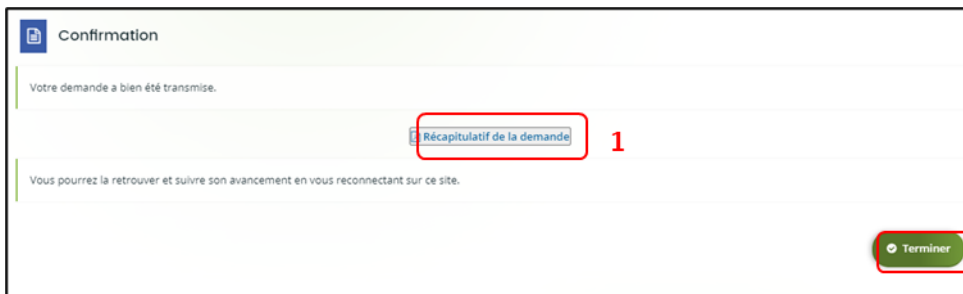 Confirmation
Votre demande a bien été transmise.
Récapitulatif de la demande
1
Vous pourrez la retrouver et suivre son avancement en vous reconnectant sur ce site.
Terminer